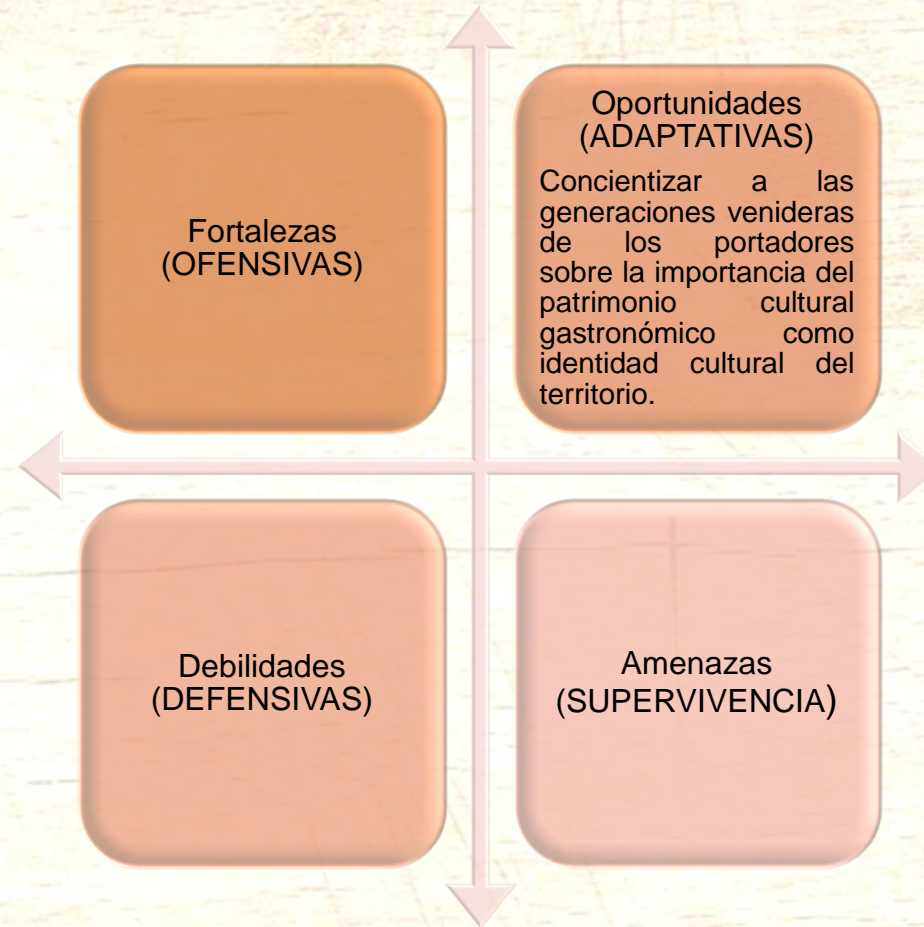 Fortalezas
(OFENSIVAS)
Oportunidades
(ADAPTATIVAS)
Concientizar a las
generaciones venideras
de los portadores
sobre la importancia del
patrimonio cultural
gastronómico como
identidad cultural del
territorio.
Debilidades
(DEFENSIVAS)
Amenazas
(SUPERVIVENCIA)